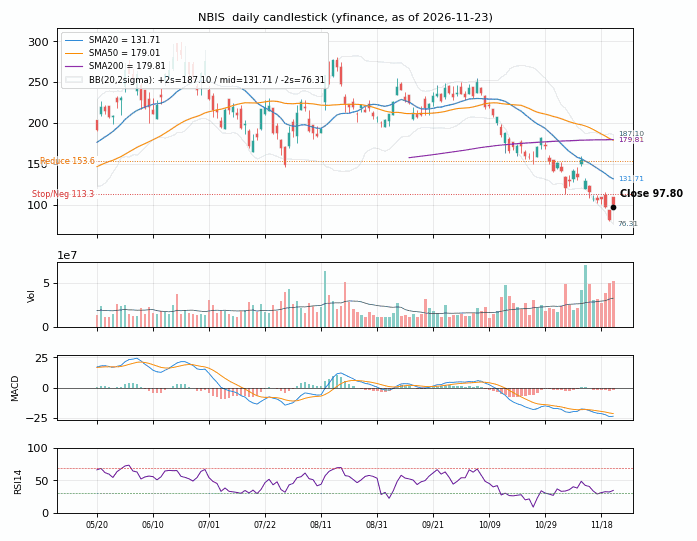 NBIS daily candlestick (yfinance, as of 2026-11-23)
SMA20 = 131.71
SMA50 = 179.01
SMA200 = 179.81
BB(20,2sigma): +2s=187.10 / mid=131.71 / -2s=76.31
300
250
200
150
100
Reduce 153.6
Stop/Neg 113.3
187.10
179.81
131.71
Close 97.80
76.31
1e7
Vol
5
0
MACD
25
0
−25
RSI14
100
50
0
05/20
06/10
07/01
07/22
08/11
08/31
09/21
10/09
10/29
11/18